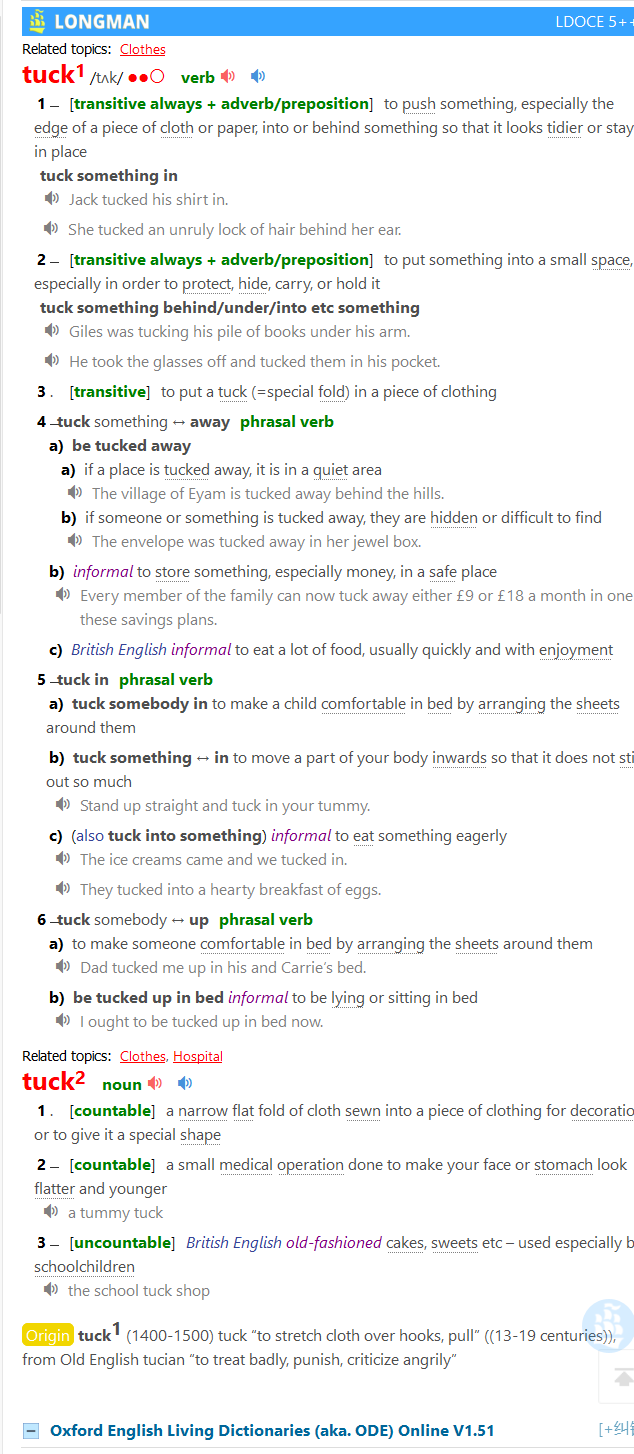 LONGMAN LDOCE 5++
Related topics: Clothes
tuck1 /tʌk/ ●●○ verb
1 – [transitive always + adverb/preposition] to push something, especially the
edge of a piece of cloth or paper, into or behind something so that it looks tidier or stay
in place
tuck something in
Jack tucked his shirt in.
She tucked an unruly lock of hair behind her ear.
2 – [transitive always + adverb/preposition] to put something into a small space,
especially in order to protect, hide, carry, or hold it
tuck something behind/under/into etc something
Giles was tucking his pile of books under his arm.
He took the glasses off and tucked them in his pocket.
3 . [transitive] to put a tuck (=special fold) in a piece of clothing
4 –tuck something ↔ away phrasal verb
a) be tucked away
a) if a place is tucked away, it is in a quiet area
The village of Eyam is tucked away behind the hills.
b) if someone or something is tucked away, they are hidden or difficult to find
The envelope was tucked away in her jewel box.
b) informal to store something, especially money, in a safe place
Every member of the family can now tuck away either £9 or £18 a month in one
these savings plans.
c) British English informal to eat a lot of food, usually quickly and with enjoyment
5 –tuck in phrasal verb
a) tuck somebody in to make a child comfortable in bed by arranging the sheets
around them
b) tuck something ↔ in to move a part of your body inwards so that it does not sti
out so much
Stand up straight and tuck in your tummy.
c) (also tuck into something) informal to eat something eagerly
The ice creams came and we tucked in.
They tucked into a hearty breakfast of eggs.
6 –tuck somebody ↔ up phrasal verb
a) to make someone comfortable in bed by arranging the sheets around them
Dad tucked me up in his and Carrie's bed.
b) be tucked up in bed informal to be lying or sitting in bed
I ought to be tucked up in bed now.
Related topics: Clothes, Hospital
tuck2 noun
1 . [countable] a narrow flat fold of cloth sewn into a piece of clothing for decoratio
or to give it a special shape
2 – [countable] a small medical operation done to make your face or stomach look
flatter and younger
a tummy tuck
3 – [uncountable] British English old-fashioned cakes, sweets etc – used especially b
schoolchildren
the school tuck shop
Origin tuck1 (1400-1500) tuck “to stretch cloth over hooks, pull” ((13-19 centuries)),
from Old English tucian “to treat badly, punish, criticize angrily”
Oxford English Living Dictionaries (aka. ODE) Online V1.51 [+纠